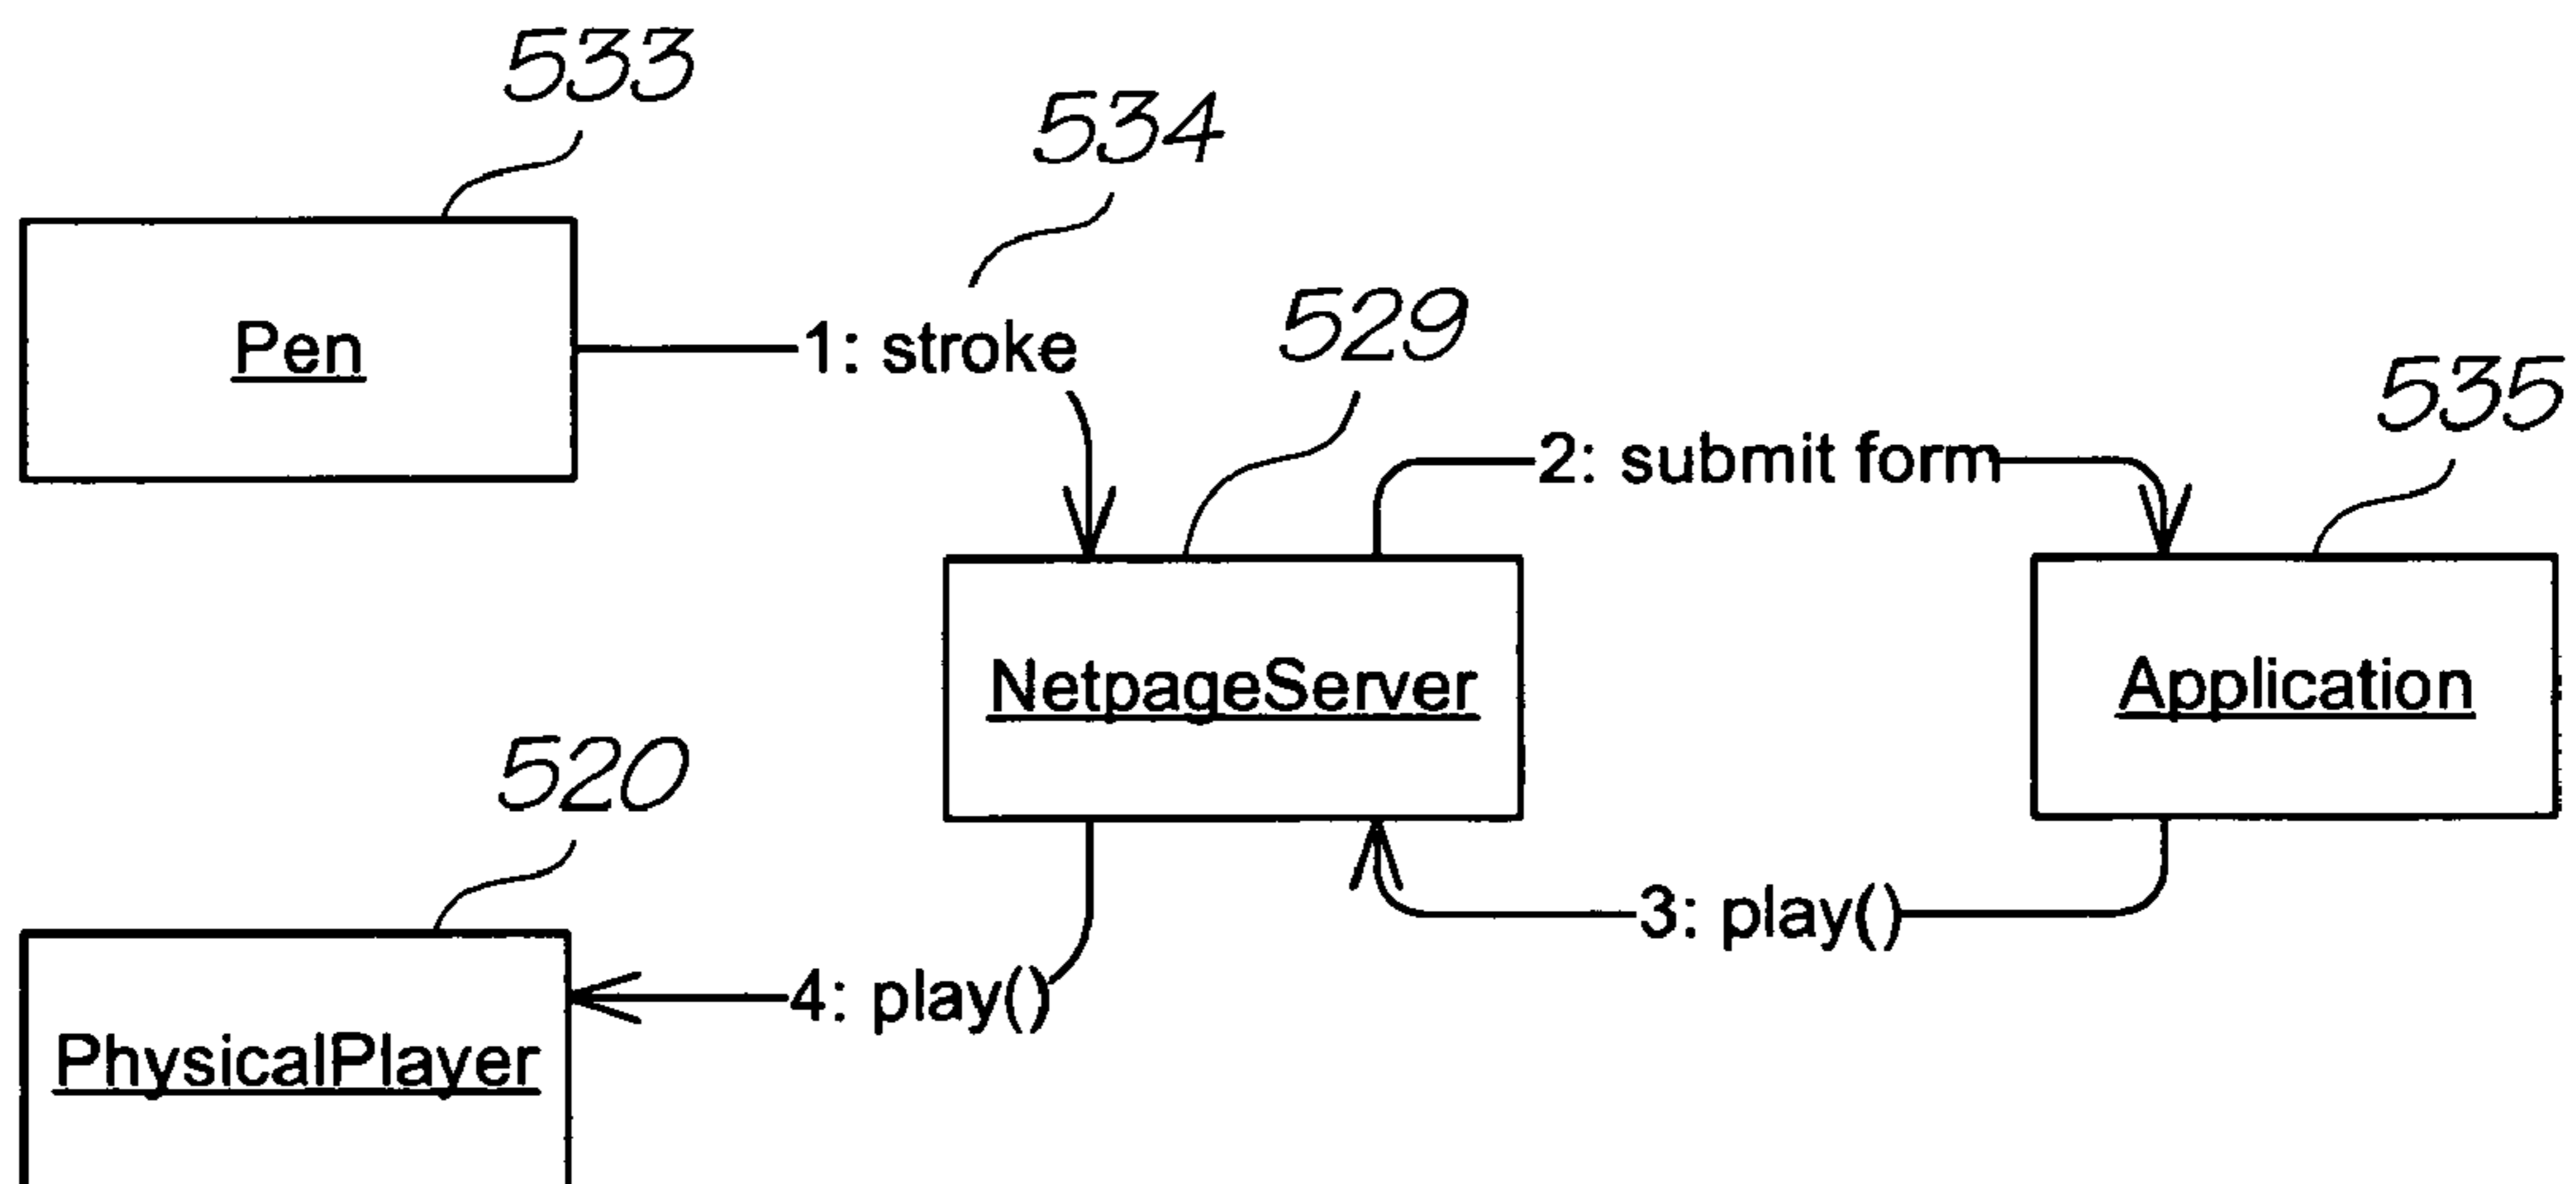 533
534
Pen
1: stroke
529
535
2: submit form
NetpageServer
Application
520
3: play()
4: play()
PhysicalPlayer